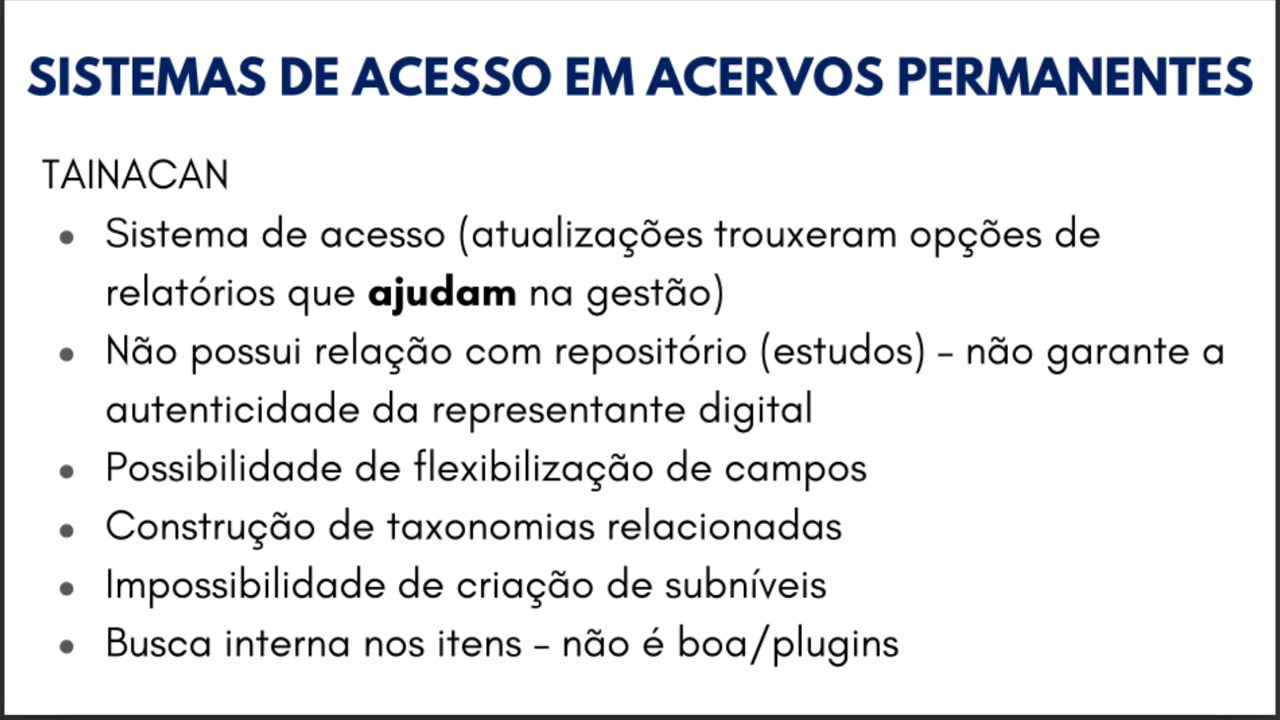 SISTEMAS DE ACESSO EM ACERVOS PERMANENTES
TAINACAN
• Sistema de acesso (atualizações trouxeram opções de
relatórios que ajudam na gestão)
• Não possui relação com repositório (estudos) – não garante a
autenticidade da representante digital
• Possibilidade de flexibilização de campos
• Construção de taxonomias relacionadas
• Impossibilidade de criação de subníveis
• Busca interna nos itens – não é boa/plugins